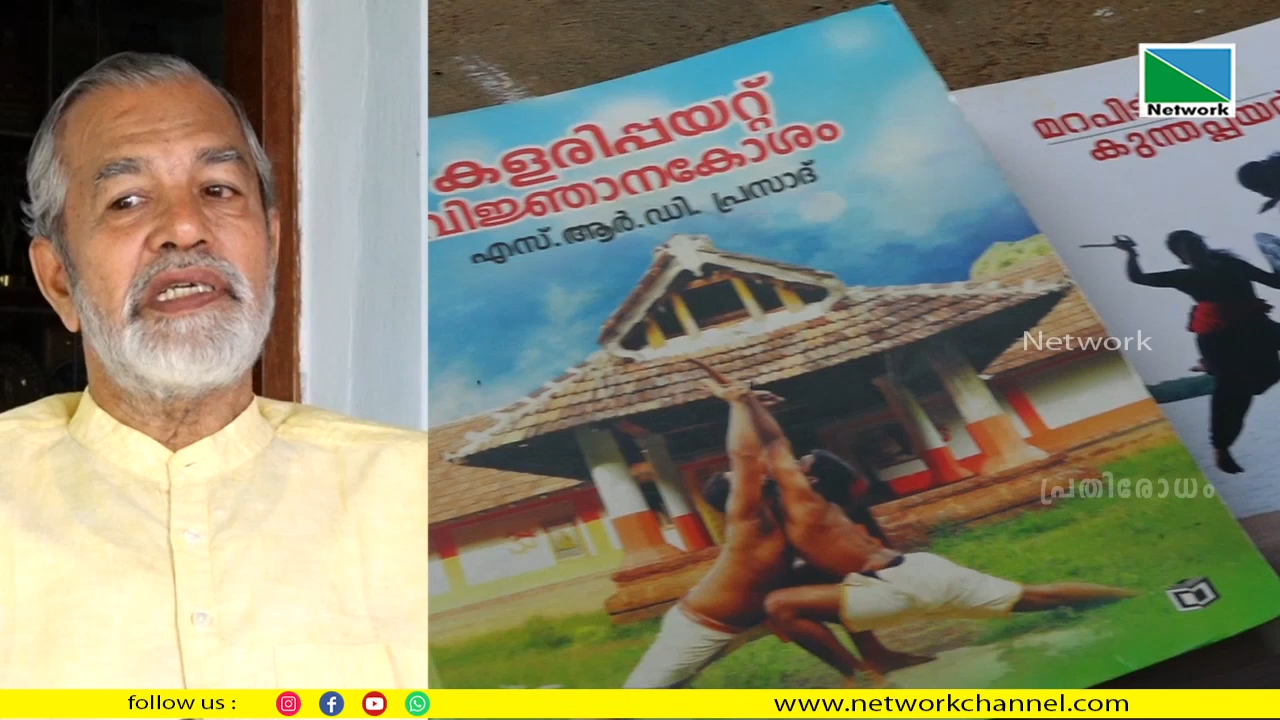 കളരിപ്പയറ്റ്
വിജ്ഞാനകോശം
എസ്.ആർ.ഡി. പ്രസാദ്
കുന്തപ്പയറ്
Network
Network
പ്രതിരോധം
follow us :
www.networkchannel.com